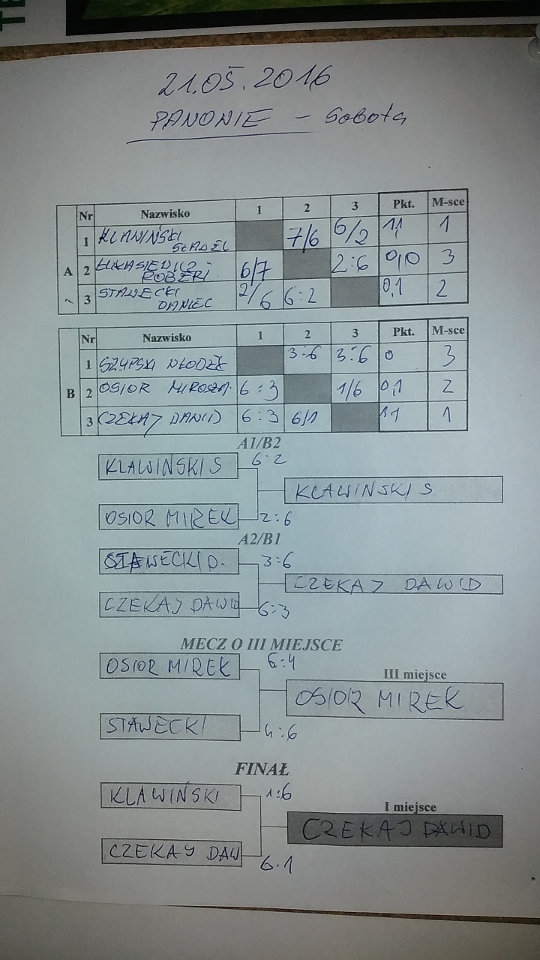 TE
21.05.2016
PANONIE - Sobota
Nr Nazwisko 1 2 3 Pkt. M-sce
A
1 KLAWIŃSKI 7/6 6/2 1,1 1
2 ROBERT 6/7 2:6 0,0 3
3 STAWECKI DANIEL 2/6 6:2 0,1 2
Nr Nazwisko 1 2 3 Pkt. M-sce
B
1 3:6 3:6 0 3
2 OSIOR MIROSŁ. 6:3 1/6 0,1 2
3 CZEKAJ DAWID 6:3 6/1 1,1 1
A1/B2
KLAWIŃSKI S 6:2
KLAWINSKI S
OSIOR MIREK 2:6
A2/B1
STAWECKI D. 3:6
CZEKAJ DAWID
CZEKAJ DAWID 6:3
MECZ O III MIEJSCE
OSIOR MIREK 6:4
III miejsce
OSIOR MIREK
STAWECKI 4:6
FINAŁ
KLAWIŃSKI 1:6
I miejsce
CZEKAJ DAWID
CZEKAJ DAW 6.1